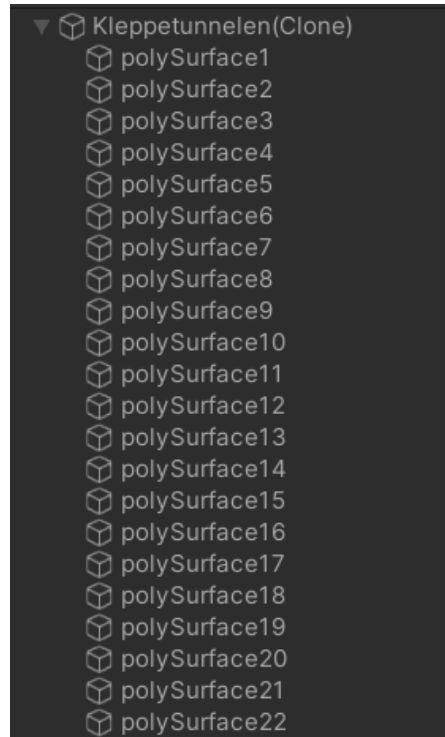 Kleppetunnelen(Clone)
polySurface1
polySurface2
polySurface3
polySurface4
polySurface5
polySurface6
polySurface7
polySurface8
polySurface9
polySurface10
polySurface11
polySurface12
polySurface13
polySurface14
polySurface15
polySurface16
polySurface17
polySurface18
polySurface19
polySurface20
polySurface21
polySurface22